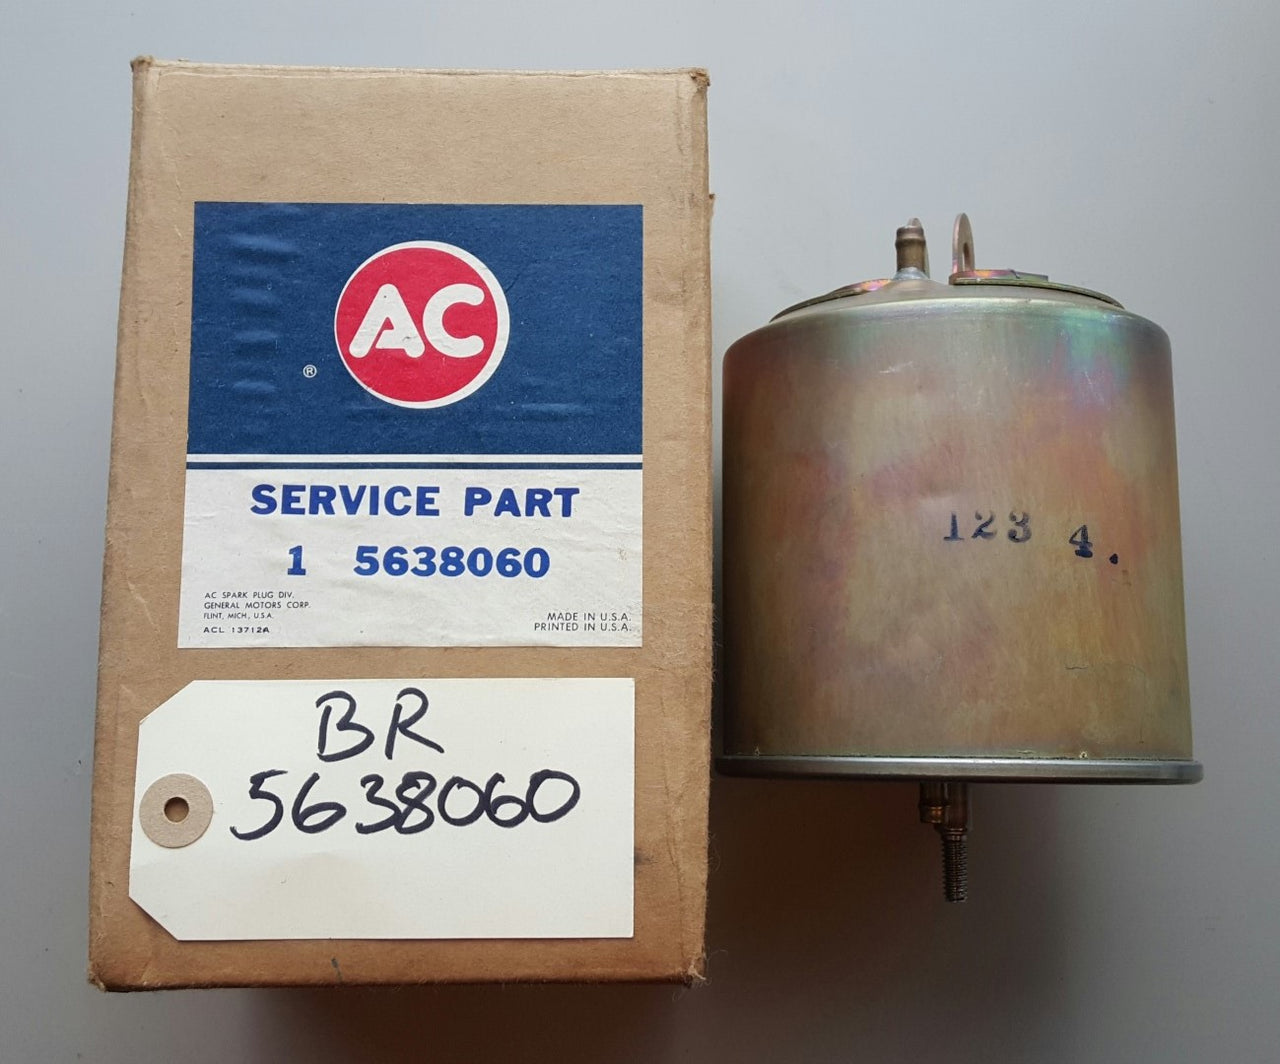 AC
®
SERVICE PART
1 5638060
AC SPARK PLUG DIV.
GENERAL MOTORS CORP.
FLINT, MICH., U.S.A.
ACL 13712A
MADE IN U.S.A.
PRINTED IN U.S.A.
BR
5638060
123 4.